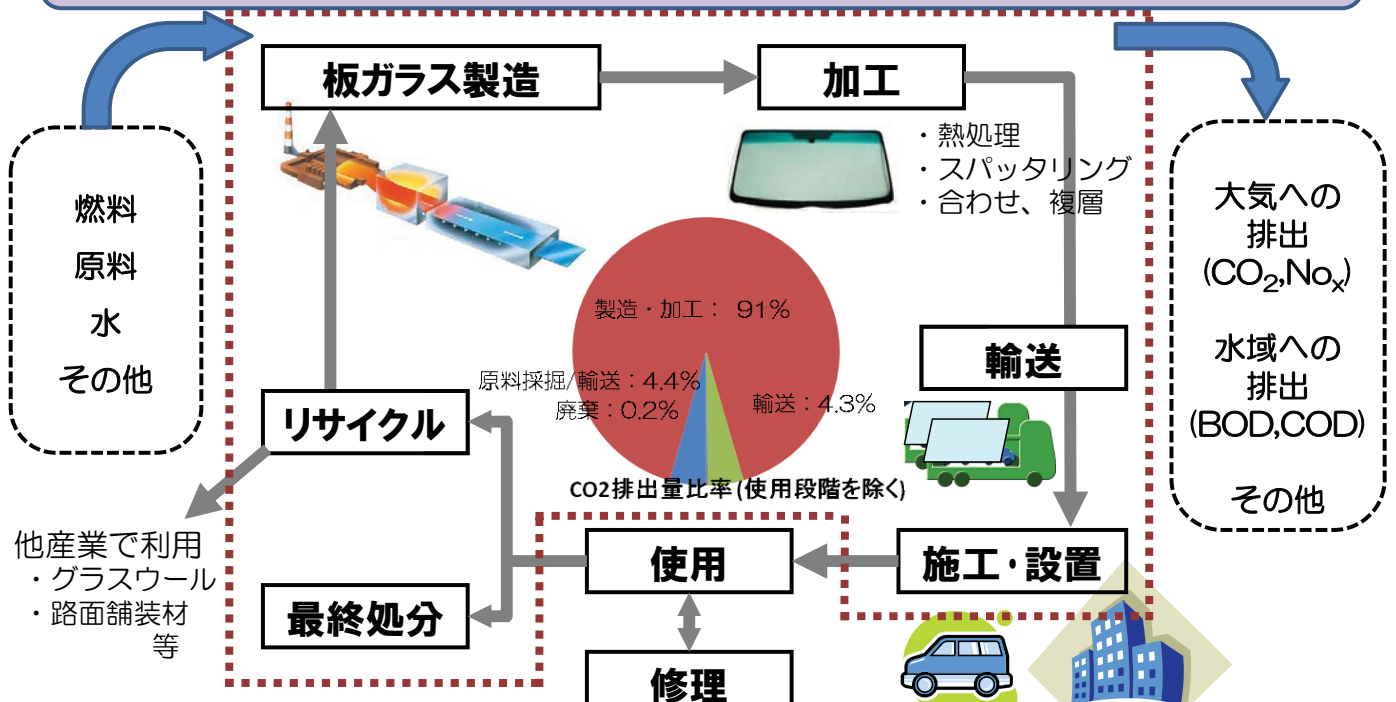 板ガラス製造
加工
・熱処理
・スパッタリング
・合わせ、複層
燃料
原料
水
その他
大気への
排出
(CO₂,Noₓ)
水域への
排出
(BOD,COD)
その他
製造・加工： 91%
原料採掘/輸送：4.4%
廃棄：0.2%
輸送：4.3%
CO2排出量比率(使用段階を除く)
輸送
リサイクル
他産業で利用
・グラスウール
・路面舗装材
等
使用
施工・設置
最終処分
修理